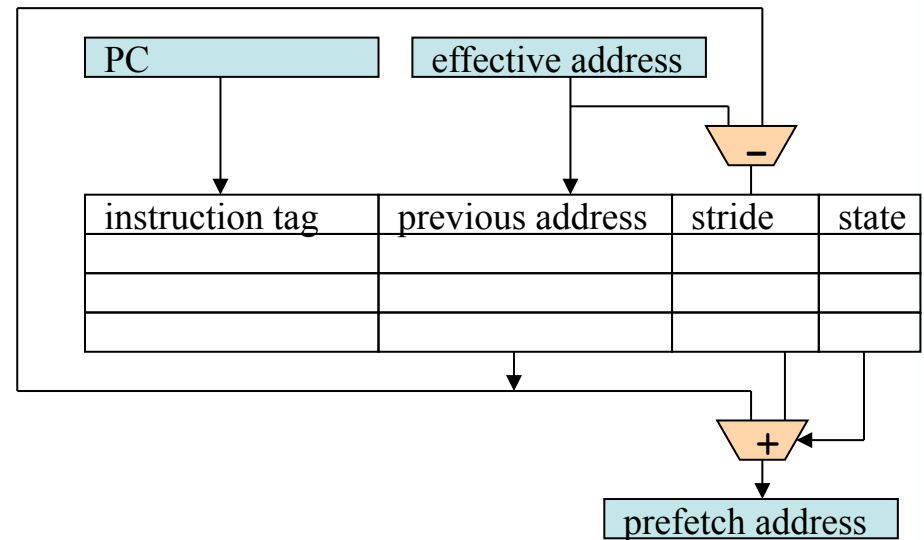 PC effective address
−
instruction tag previous address stride state
+
prefetch address